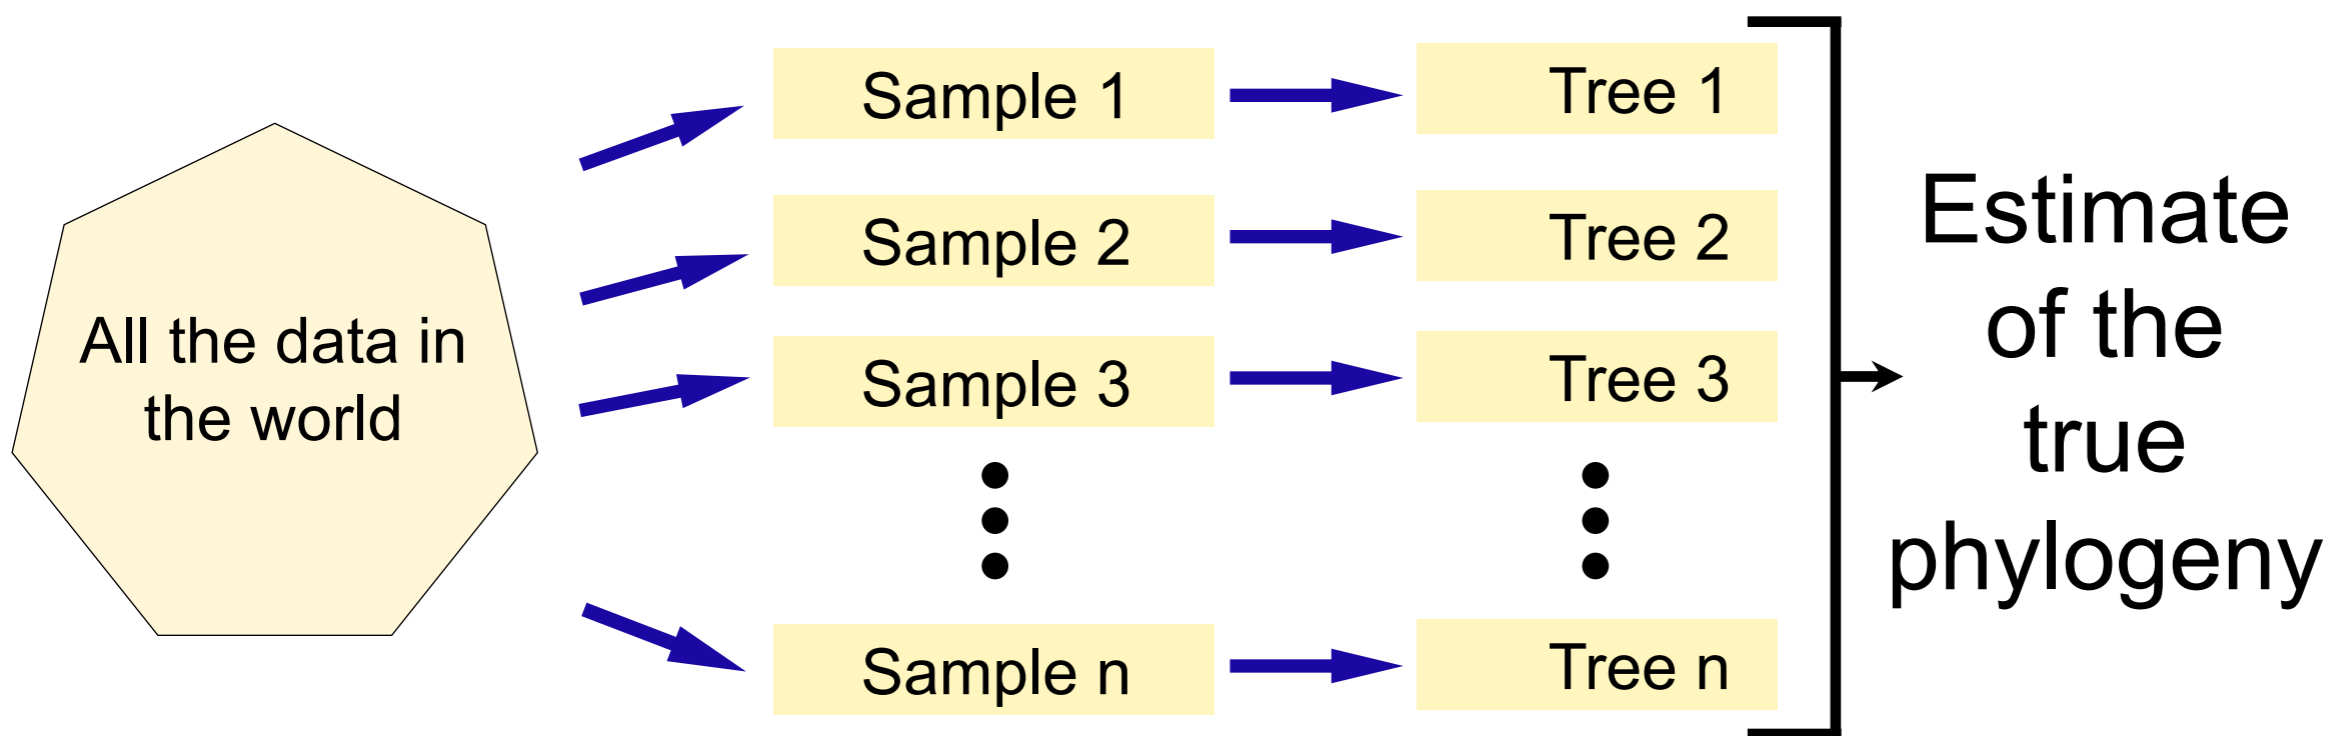 All the data in
the world
Sample 1
Tree 1
Sample 2
Tree 2
Sample 3
Tree 3
Sample n
Tree n
Estimate
of the
true
phylogeny